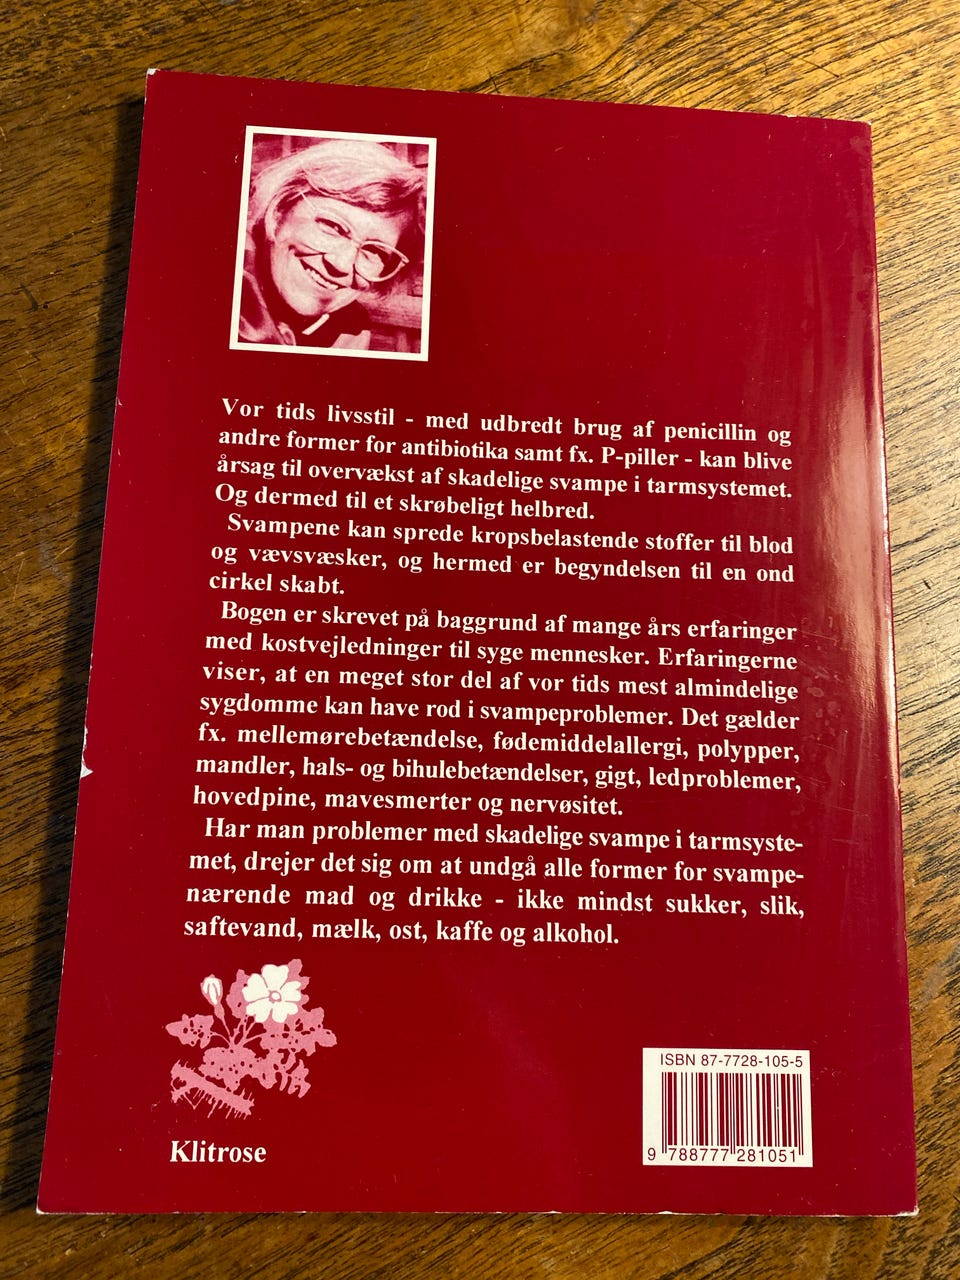 Vor tids livsstil - med udbredt brug af penicillin og
andre former for antibiotika samt fx. P-piller - kan blive
årsag til overvækst af skadelige svampe i tarmsystemet.
Og dermed til et skrøbeligt helbred.
Svampene kan sprede kropsbelastende stoffer til blod
og vævsvæsker, og hermed er begyndelsen til en ond
cirkel skabt.
Bogen er skrevet på baggrund af mange års erfaringer
med kostvejledninger til syge mennesker. Erfaringerne
viser, at en meget stor del af vor tids mest almindelige
sygdomme kan have rod i svampeproblemer. Det gælder
fx. mellemørebetændelse, fødemiddelallergi, polypper,
mandler, hals- og bihulebetændelser, gigt, ledproblemer,
hovedpine, mavesmerter og nervøsitet.
Har man problemer med skadelige svampe i tarmsyste-
met, drejer det sig om at undgå alle former for svampe-
nærende mad og drikke - ikke mindst sukker, slik,
saftevand, mælk, ost, kaffe og alkohol.
Klitrose
ISBN 87-7728-105-5
9 788777 281051